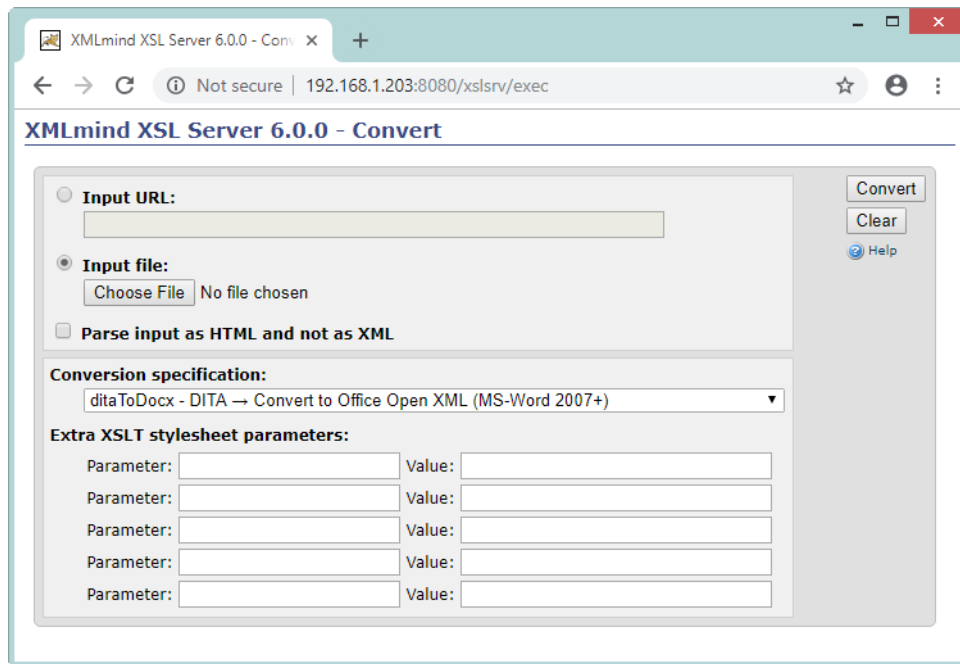 XMLmind XSL Server 6.0.0 - Conv
Not secure | 192.168.1.203:8080/xslsrv/exec
XMLmind XSL Server 6.0.0 - Convert
Input URL:
Convert
Clear
Help
Input file:
Choose File No file chosen
Parse input as HTML and not as XML
Conversion specification:
ditaToDocx - DITA → Convert to Office Open XML (MS-Word 2007+)
Extra XSLT stylesheet parameters:
Parameter: Value:
Parameter: Value:
Parameter: Value:
Parameter: Value:
Parameter: Value: